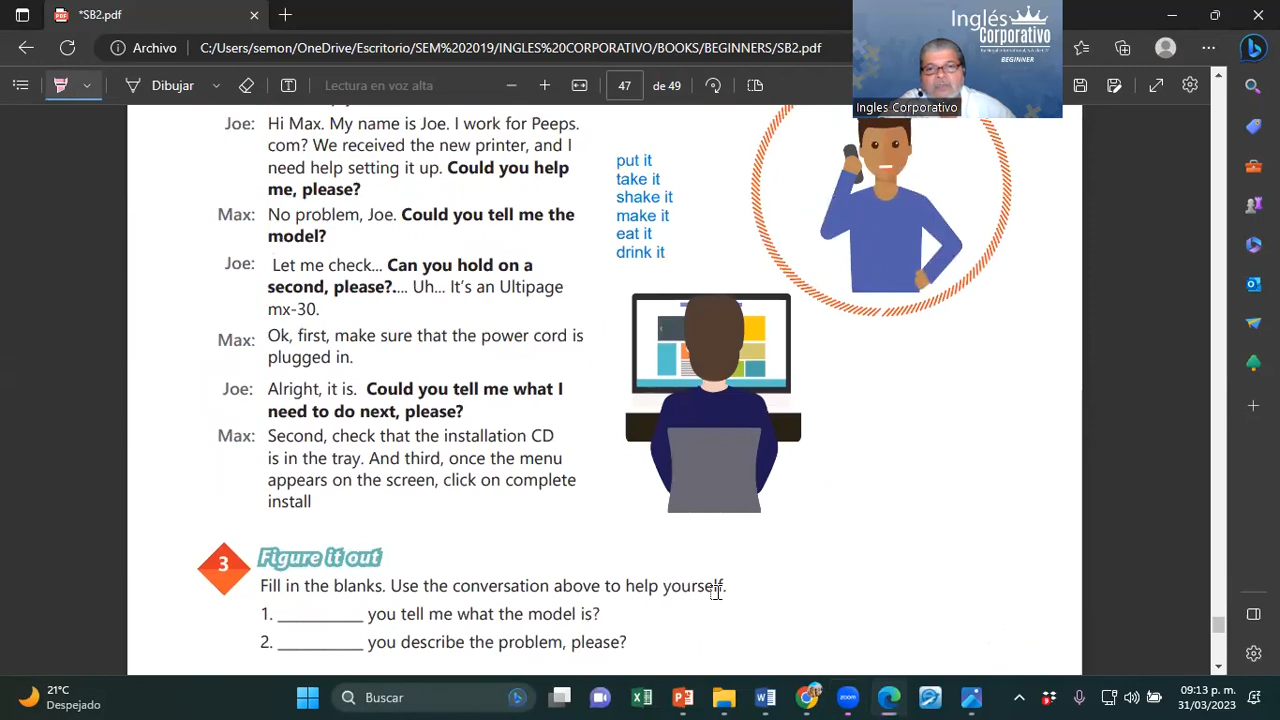 *SB2.pdf
Archivo
C:/Users/semor/OneDrive/Escritorio/SEM%202019/INGLES%20CORPORATIVO/BOOKS/BEGINNERS/SB2.pdf
Dibujar
Lectura en voz alta
47
de 49
Inglés
Corporativo
BEGINNER
Ingles Corporativo
Joe: Hi Max. My name is Joe. I work for Peeps.
com? We received the new printer, and I
need help setting it up. Could you help
me, please?
Max: No problem, Joe. Could you tell me the
model?
Joe: Let me check... Can you hold on a
second, please?.... Uh... It's an Ultipage
mx-30.
Max: Ok, first, make sure that the power cord is
plugged in.
Joe: Alright, it is. Could you tell me what I
need to do next, please?
Max: Second, check that the installation CD
is in the tray. And third, once the menu
appears on the screen, click on complete
install
put it
take it
shake it
make it
eat it
drink it
3
Figure it out
Fill in the blanks. Use the conversation above to help yourself.
1. _________ you tell me what the model is?
2. _________ you describe the problem, please?
21°C
Despejado
Buscar
09:13 p. m.
31/03/2023